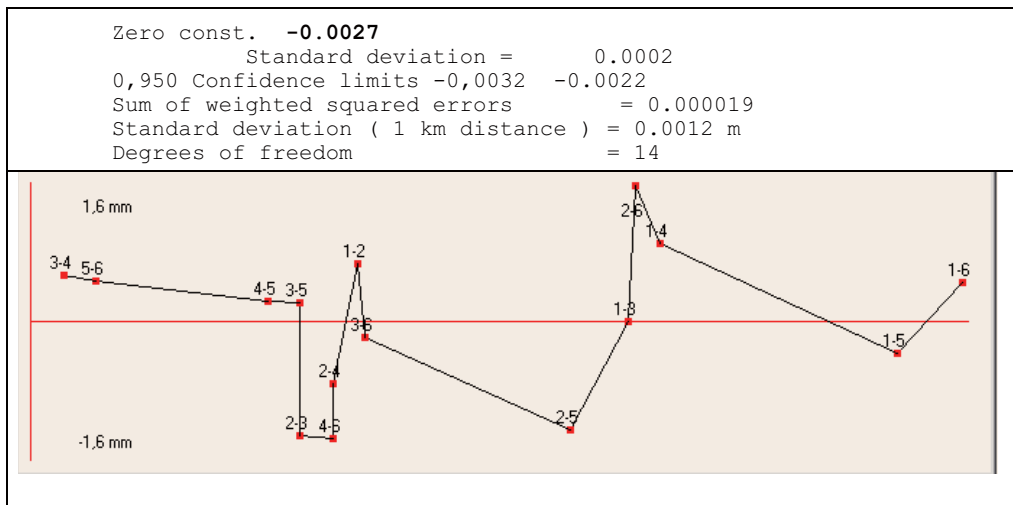 Zero const. -0.0027
Standard deviation = 0.0002
0,950 Confidence limits -0,0032 -0.0022
Sum of weighted squared errors = 0.000019
Standard deviation ( 1 km distance ) = 0.0012 m
Degrees of freedom = 14
1,6 mm
2-6
1-4
3-4 5-6
1-2
1-6
4-5 3-5
1-3
3-6
1-5
2-4
2-3 4-6
2-5
-1,6 mm